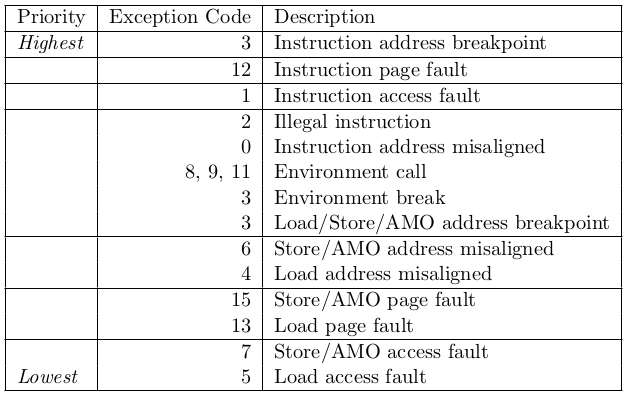 Priority Exception Code Description
Highest 3 Instruction address breakpoint
12 Instruction page fault
1 Instruction access fault
2 Illegal instruction
0 Instruction address misaligned
8, 9, 11 Environment call
3 Environment break
3 Load/Store/AMO address breakpoint
6 Store/AMO address misaligned
4 Load address misaligned
15 Store/AMO page fault
13 Load page fault
7 Store/AMO access fault
Lowest 5 Load access fault